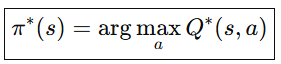 π*(s) = arg max_a Q*(s, a)